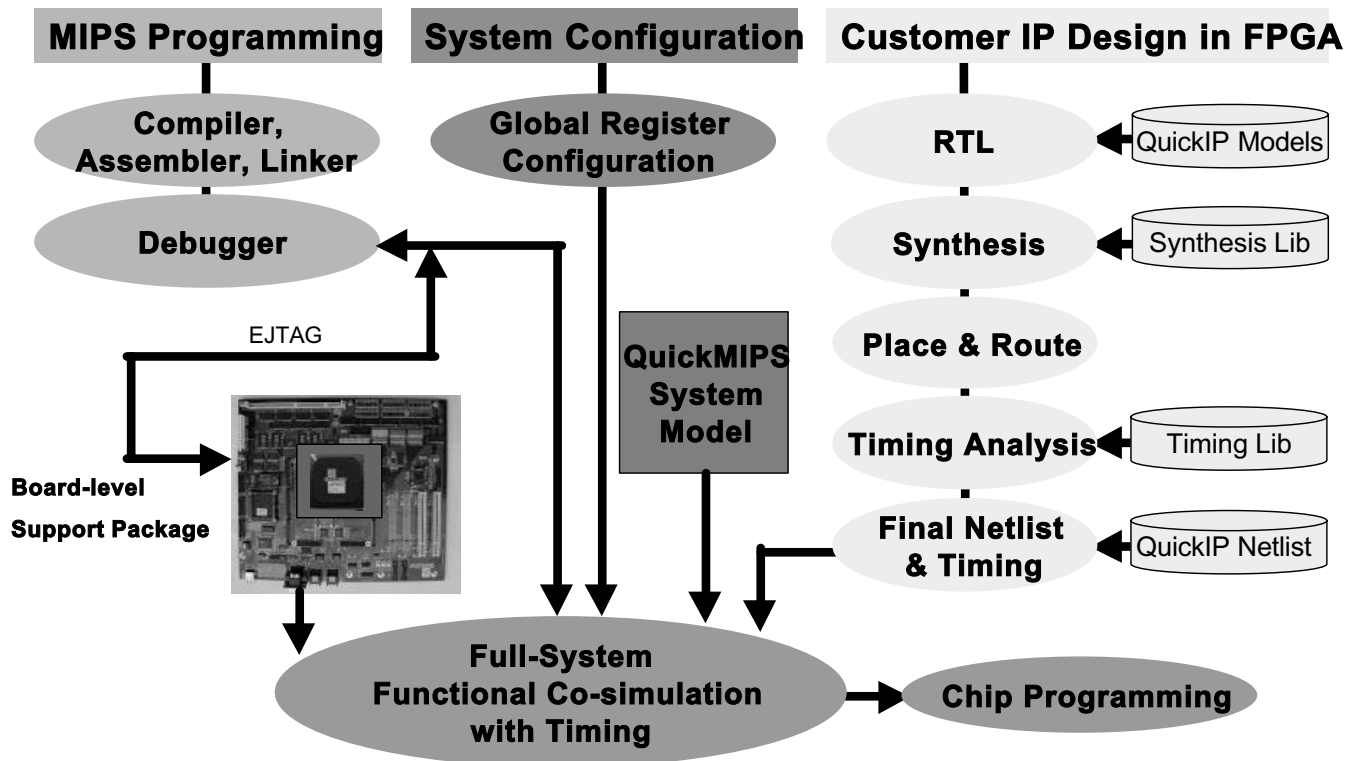 MIPS Programming
System Configuration
Customer IP Design in FPGA
Compiler,
Assembler, Linker
Global Register
Configuration
RTL
QuickIP Models
Debugger
Synthesis
Synthesis Lib
EJTAG
QuickMIPS
System
Model
Place & Route
Timing Analysis
Timing Lib
Board-level
Support Package
Final Netlist
& Timing
QuickIP Netlist
Full-System
Functional Co-simulation
with Timing
Chip Programming